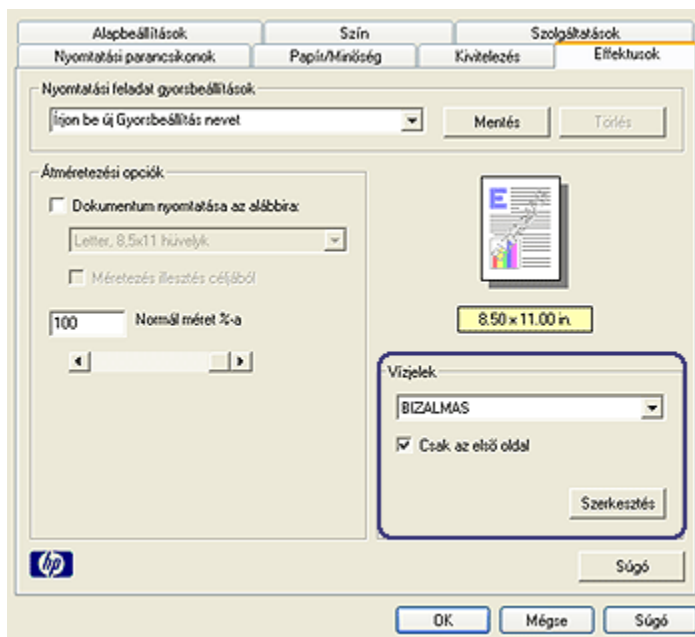 Alapbeállítások Szín Szolgáltatások
Nyomtatási parancsikonok Papír/Minőség Kivitelezés Effektusok
Nyomtatási feladat gyorsbeállítások
Írjon be új Gyorsbeállítás nevet Mentés Törlés
Átméretezési opciók
Dokumentum nyomtatása az alábbira:
Letter, 8,5x11 hüvelyk
Méretezés illesztés céljából
100 Normál méret %-a
E
8.50 × 11.00 in.
Vízjelek
BIZALMAS
Csak az első oldal
Szerkesztés
hp
Súgó
OK Mégse Súgó